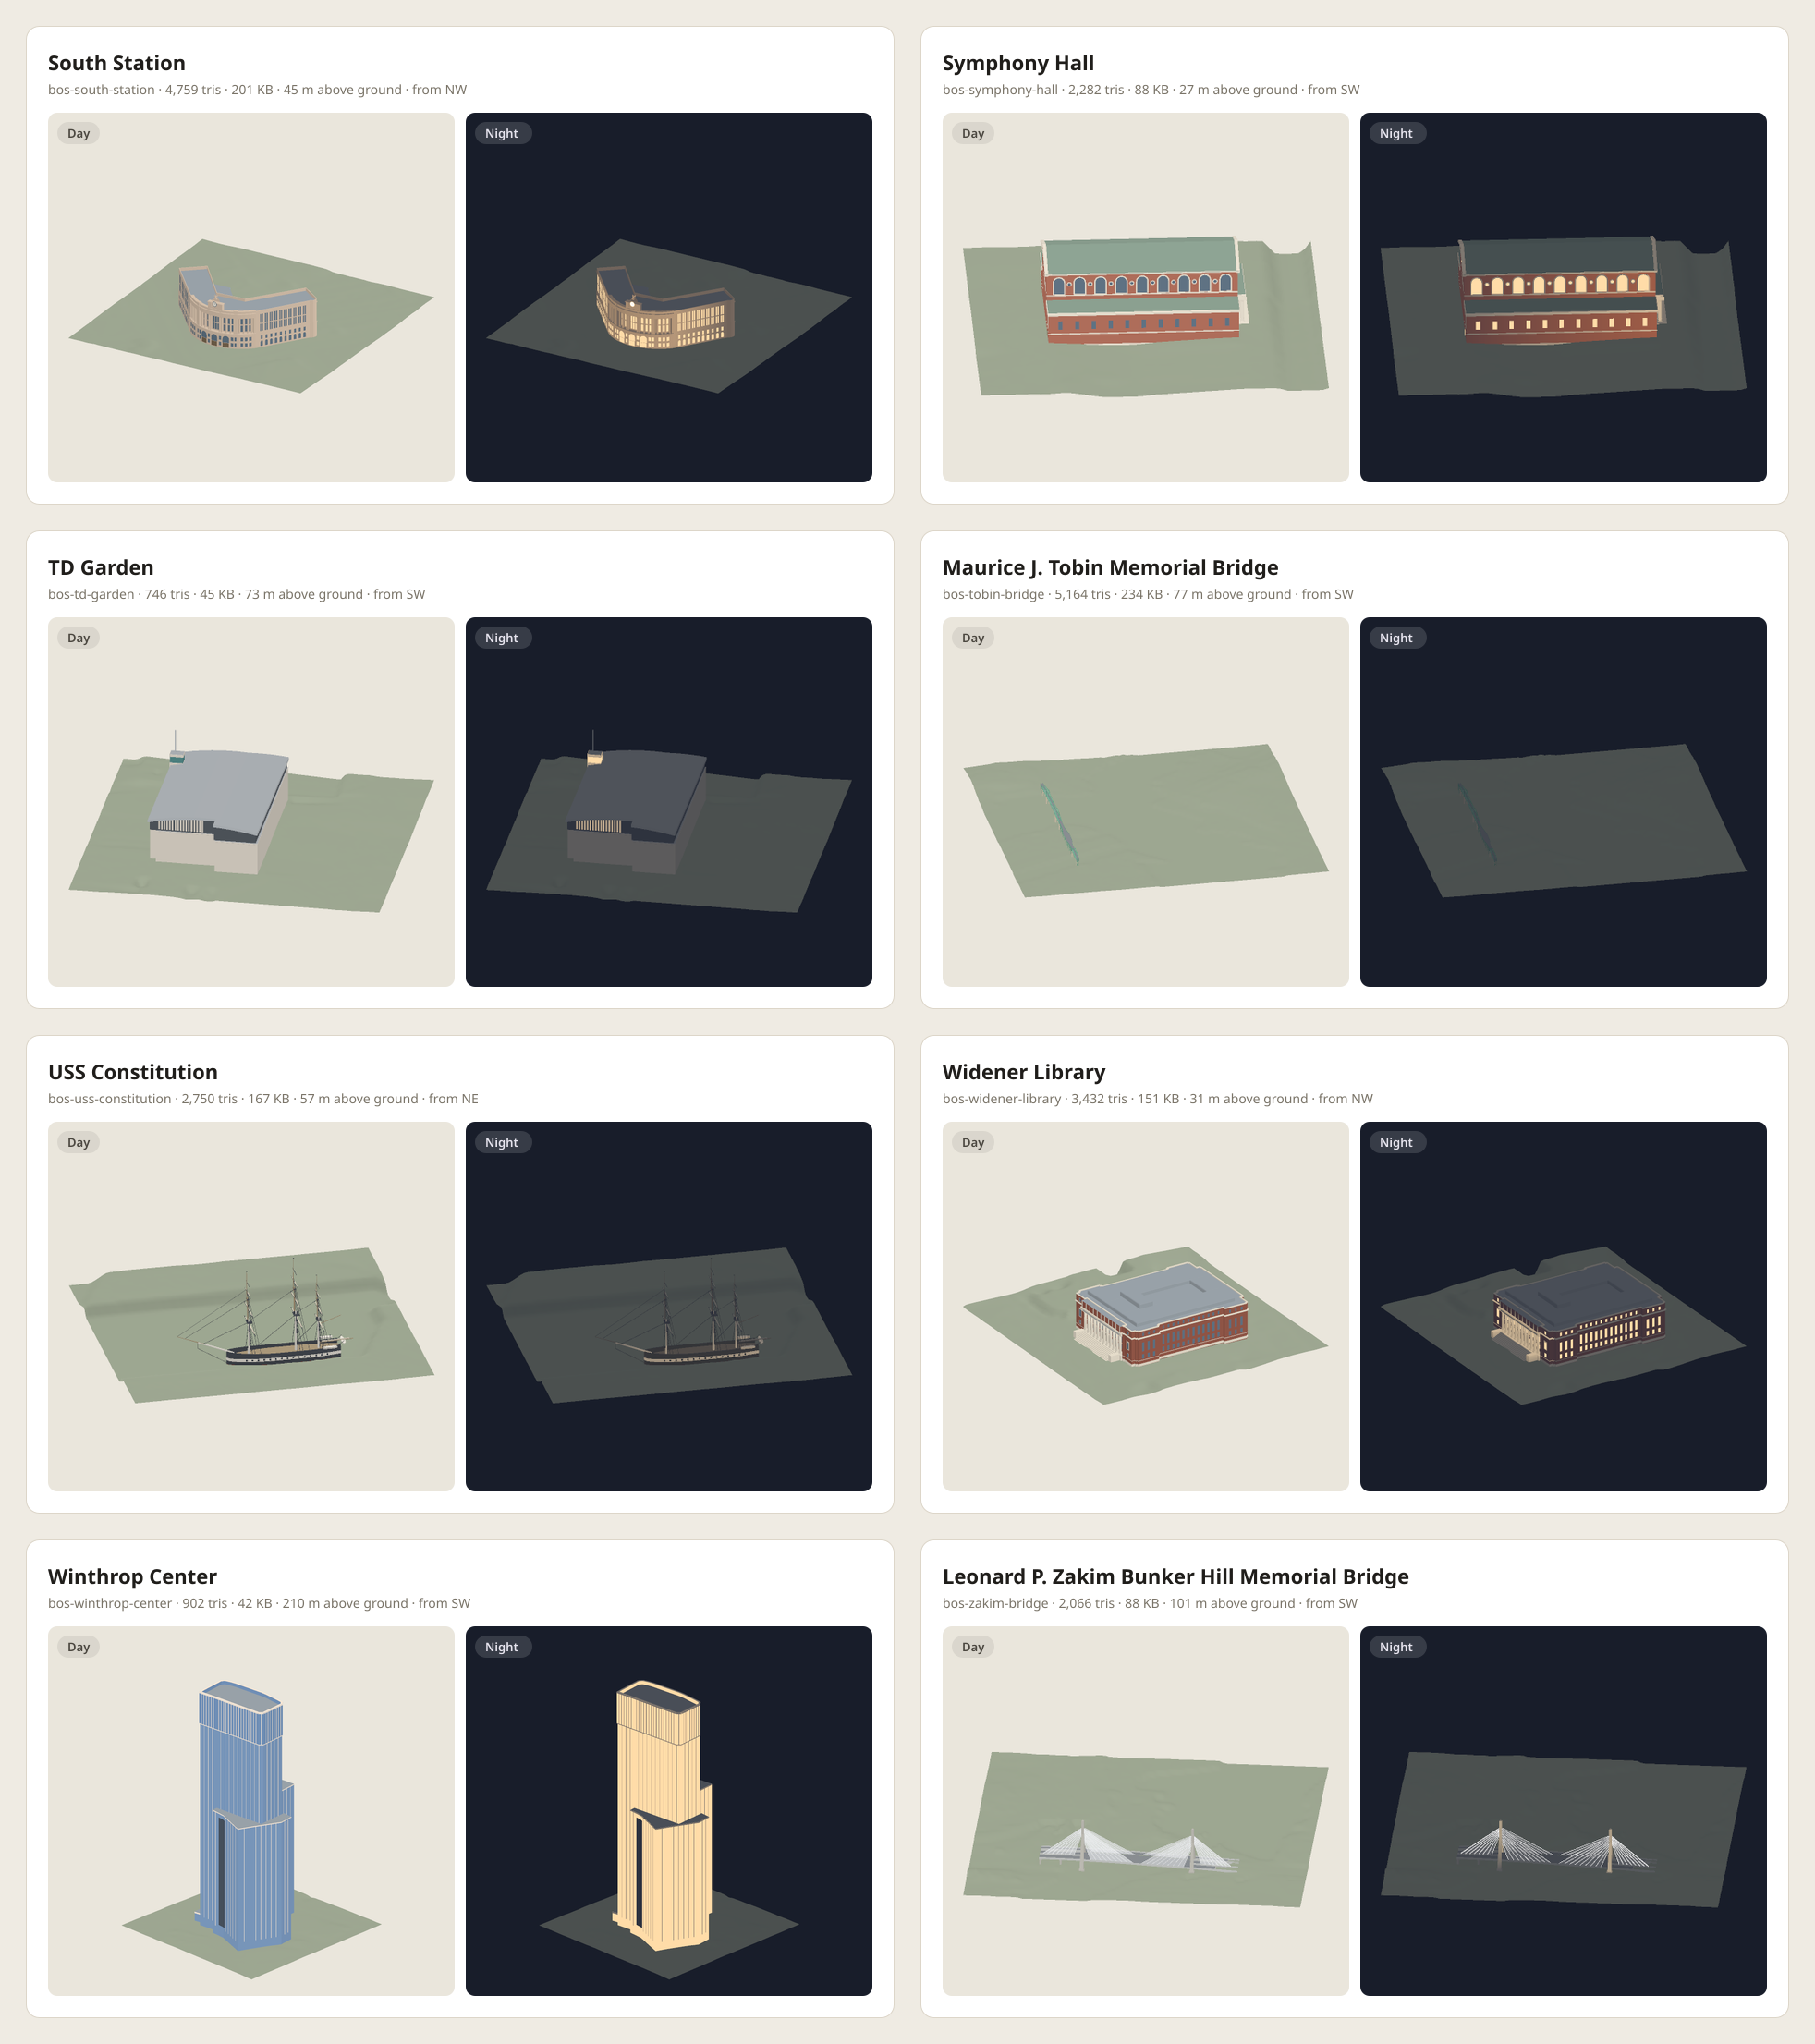 South Station
bos-south-station · 4,759 tris · 201 KB · 45 m above ground · from NW
Day
Night
Symphony Hall
bos-symphony-hall · 2,282 tris · 88 KB · 27 m above ground · from SW
Day
Night
TD Garden
bos-td-garden · 746 tris · 45 KB · 73 m above ground · from SW
Day
Night
Maurice J. Tobin Memorial Bridge
bos-tobin-bridge · 5,164 tris · 234 KB · 77 m above ground · from SW
Day
Night
USS Constitution
bos-uss-constitution · 2,750 tris · 167 KB · 57 m above ground · from NE
Day
Night
Widener Library
bos-widener-library · 3,432 tris · 151 KB · 31 m above ground · from NW
Day
Night
Winthrop Center
bos-winthrop-center · 902 tris · 42 KB · 210 m above ground · from SW
Day
Night
Leonard P. Zakim Bunker Hill Memorial Bridge
bos-zakim-bridge · 2,066 tris · 88 KB · 101 m above ground · from SW
Day
Night